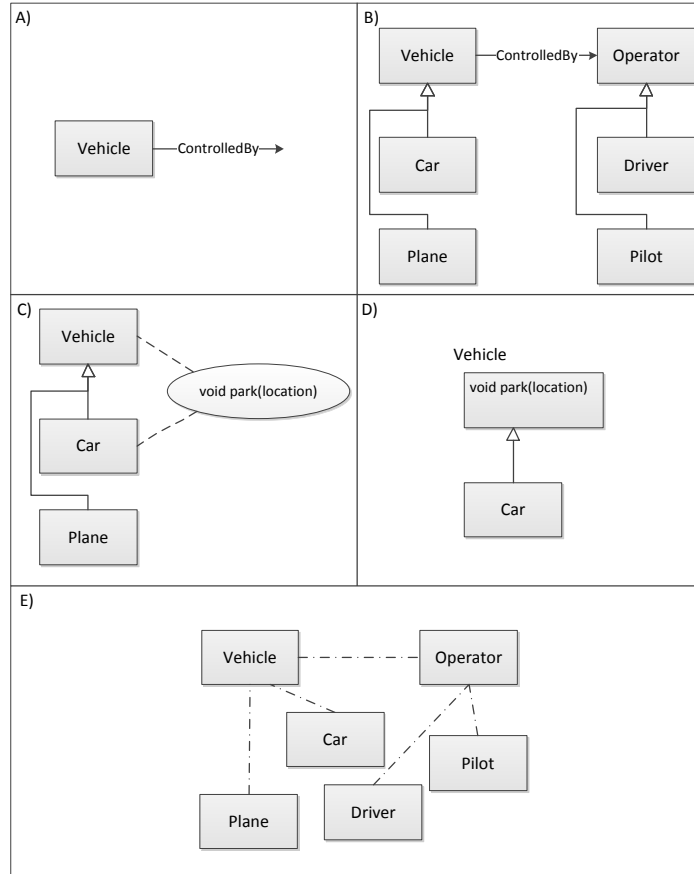 A)
Vehicle
ControlledBy
B)
Vehicle
ControlledBy
Operator
Car
Driver
Plane
Pilot
C)
Vehicle
void park(location)
Car
Plane
D)
Vehicle
void park(location)
Car
E)
Vehicle
Operator
Car
Pilot
Plane
Driver